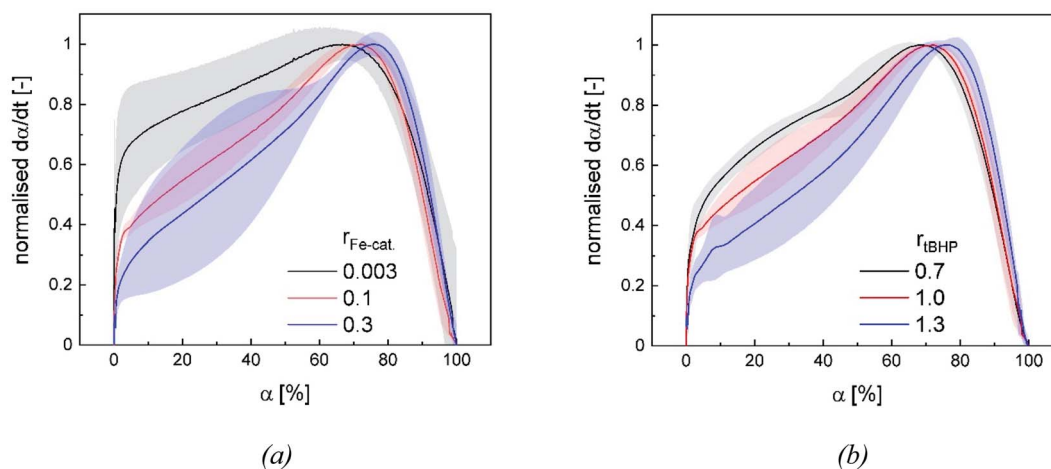 normalised dα/dt [-]
1
0.8
0.6
0.4
0.2
0
r Fe-cat.
0.003
0.1
0.3
0 20 40 60 80 100
α [%]
(a)
normalised dα/dt [-]
1
0.8
0.6
0.4
0.2
0
r tBHP
0.7
1.0
1.3
0 20 40 60 80 100
α [%]
(b)